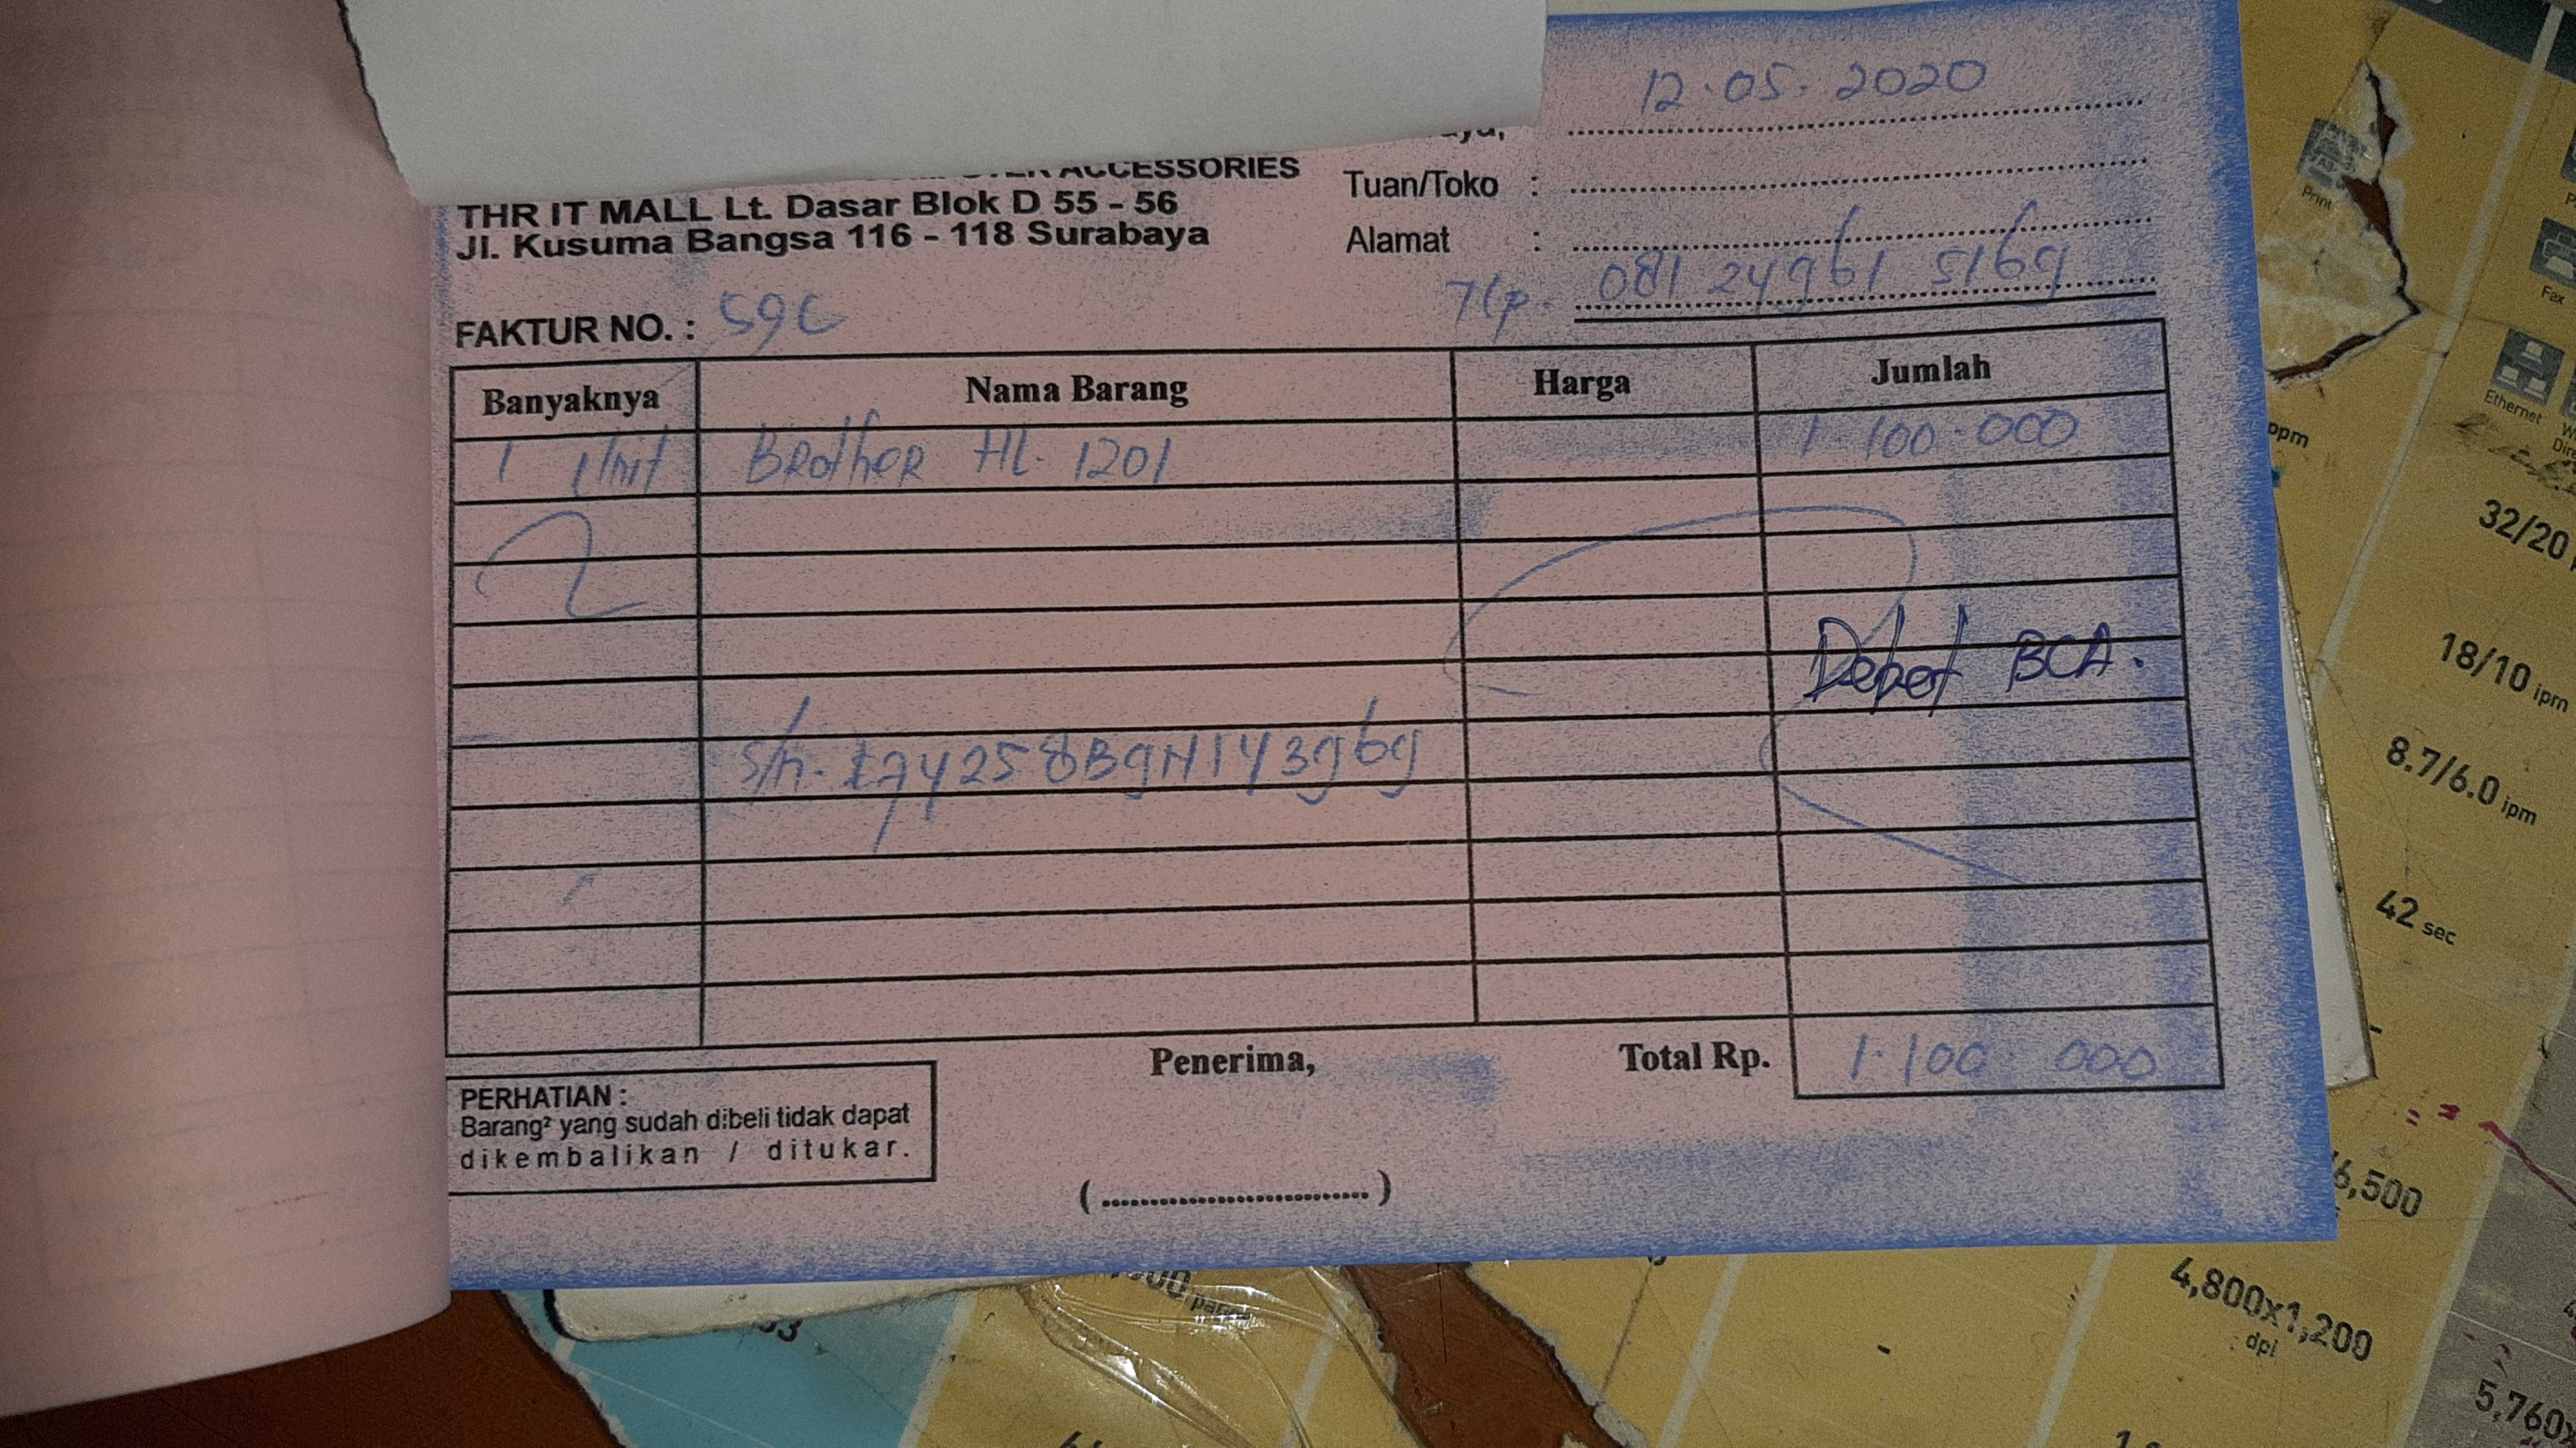 12.05.2020
ACCESSORIES
THR IT MALL Lt. Dasar Blok D 55 - 56
Jl. Kusuma Bangsa 116 - 118 Surabaya
Tuan/Toko :
Alamat :
Tlp. 081 24961 5169
FAKTUR NO. :
Banyaknya Nama Barang Harga Jumlah
1 Unit Brother HL. 1201 1.100.000
Debet BCA.
S/n.
PERHATIAN :
Barang² yang sudah dibeli tidak dapat
dikembalikan / ditukar.
Penerima,
(............................)
Total Rp. 1.100.000
Print
Fax
Ethernet
ppm
32/20
18/10 ipm
8.7/6.0 ipm
42 sec
6,500
4,800x1,200
dpi